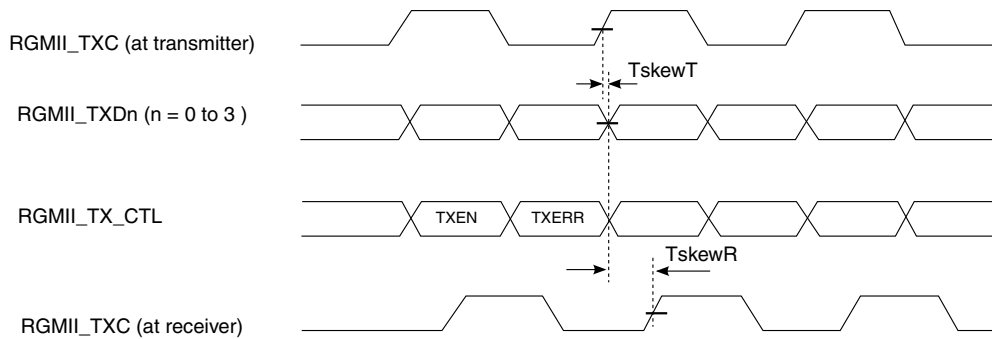 RGMII_TXC (at transmitter)
TskewT
RGMII_TXDn (n = 0 to 3 )
RGMII_TX_CTL
TXEN
TXERR
TskewR
RGMII_TXC (at receiver)